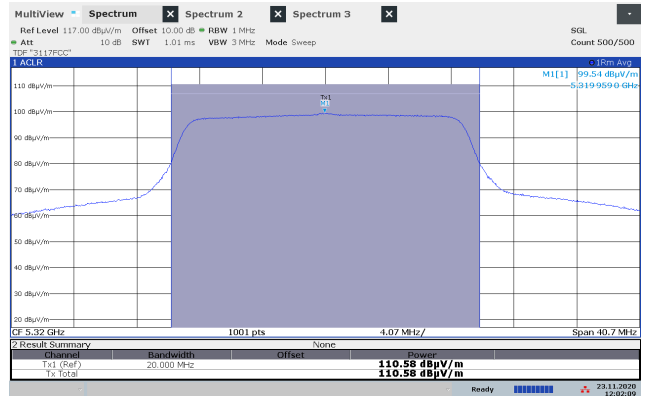 MultiView Spectrum X Spectrum 2 X Spectrum 3 X
Ref Level 117.00 dBµV/m Offset 10.00 dB RBW 1 MHz SGL
Att 10 dB SWT 1.01 ms VBW 3 MHz Mode Sweep Count 500/500
TDF "3117FCC"
1 ACLR 1Rm Avg
M1[1] 99.54 dBµV/m
5.3199590 GHz
110 dBµV/m
Tx1
M1
100 dBµV/m
90 dBµV/m
80 dBµV/m
70 dBµV/m
60 dBµV/m
50 dBµV/m
40 dBµV/m
30 dBµV/m
20 dBµV/m
CF 5.32 GHz 1001 pts 4.07 MHz/ Span 40.7 MHz
2 Result Summary None
Channel Bandwidth Offset Power
Tx1 (Ref) 20.000 MHz 110.58 dBµV/m
Tx Total 110.58 dBµV/m
Ready 23.11.2020
12:02:09